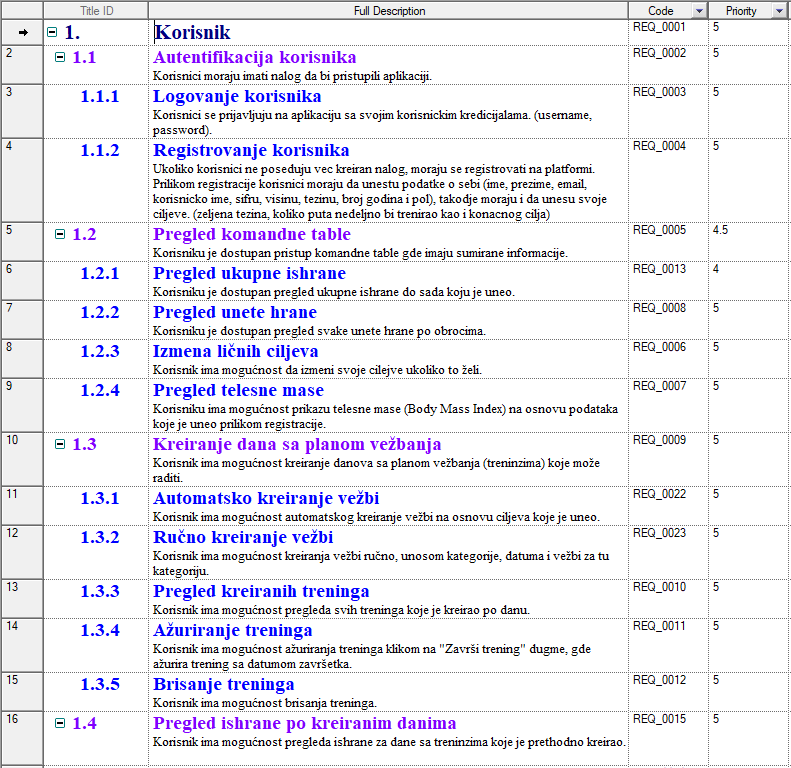 Title ID Full Description Code Priority
1. Korisnik REQ_0001 5
2 1.1 Autentifikacija korisnika REQ_0002 5
Korisnici moraju imati nalog da bi pristupili aplikaciji.
3 1.1.1 Logovanje korisnika REQ_0003 5
Korisnici se prijavljuju na aplikaciju sa svojim korisnickim kredicijalama. (username,
password).
4 1.1.2 Registrovanje korisnika REQ_0004 5
Ukoliko korisnici ne poseduju vec kreiran nalog, moraju se registrovati na platformi.
Prilikom registracije korisnici moraju da unestu podatke o sebi (ime, prezime, email,
korisnicko ime, sifru, visinu, tezinu, broj godina i pol), takodje moraju i da unesu svoje
ciljeve. (zeljena tezina, koliko puta nedeljno bi trenirao kao i konacnog cilja)
5 1.2 Pregled komandne table REQ_0005 4.5
Korisniku je dostupan pristup komandne table gde imaju sumirane informacije.
6 1.2.1 Pregled ukupne ishrane REQ_0013 4
Korisniku je dostupan pregled ukupne ishrane do sada koju je uneo.
7 1.2.2 Pregled unete hrane REQ_0008 5
Korisniku je dostupan pregled svake unete hrane po obrocima.
8 1.2.3 Izmena ličnih ciljeva REQ_0006 5
Korisnik ima mogućnost da izmeni svoje cilejve ukoliko to želi.
9 1.2.4 Pregled telesne mase REQ_0007 5
Korisniku ima mogućnost prikazu telesne mase (Body Mass Index) na osnovu podataka
koje je uneo prilikom registracije.
10 1.3 Kreiranje dana sa planom vežbanja REQ_0009 5
Korisnik ima mogućnost kreiranje danova sa planom vežbanja (treninzima) koje može
raditi.
11 1.3.1 Automatsko kreiranje vežbi REQ_0022 5
Korisnik ima mogućnost automatskog kreiranje vežbi na osnovu ciljeva koje je uneo.
12 1.3.2 Ručno kreiranje vežbi REQ_0023 5
Korisnik ima mogućnost kreiranja vežbi ručno, unosom kategorije, datuma i vežbi za tu
kategoriju.
13 1.3.3 Pregled kreiranih treninga REQ_0010 5
Korisnik ima mogućnost pregleda svih treninga koje je kreirao po danu.
14 1.3.4 Ažuriranje treninga REQ_0011 5
Korisnik ima mogućnost ažuriranja treninga klikom na "Završi trening" dugme, gde
ažurira trening sa datumom završetka.
15 1.3.5 Brisanje treninga REQ_0012 5
Korisnik ima mogućnost brisanja treninga.
16 1.4 Pregled ishrane po kreiranim danima REQ_0015 5
Korisnik ima mogućnost pregleda ishrane za dane sa treninzima koje je prethodno kreirao.